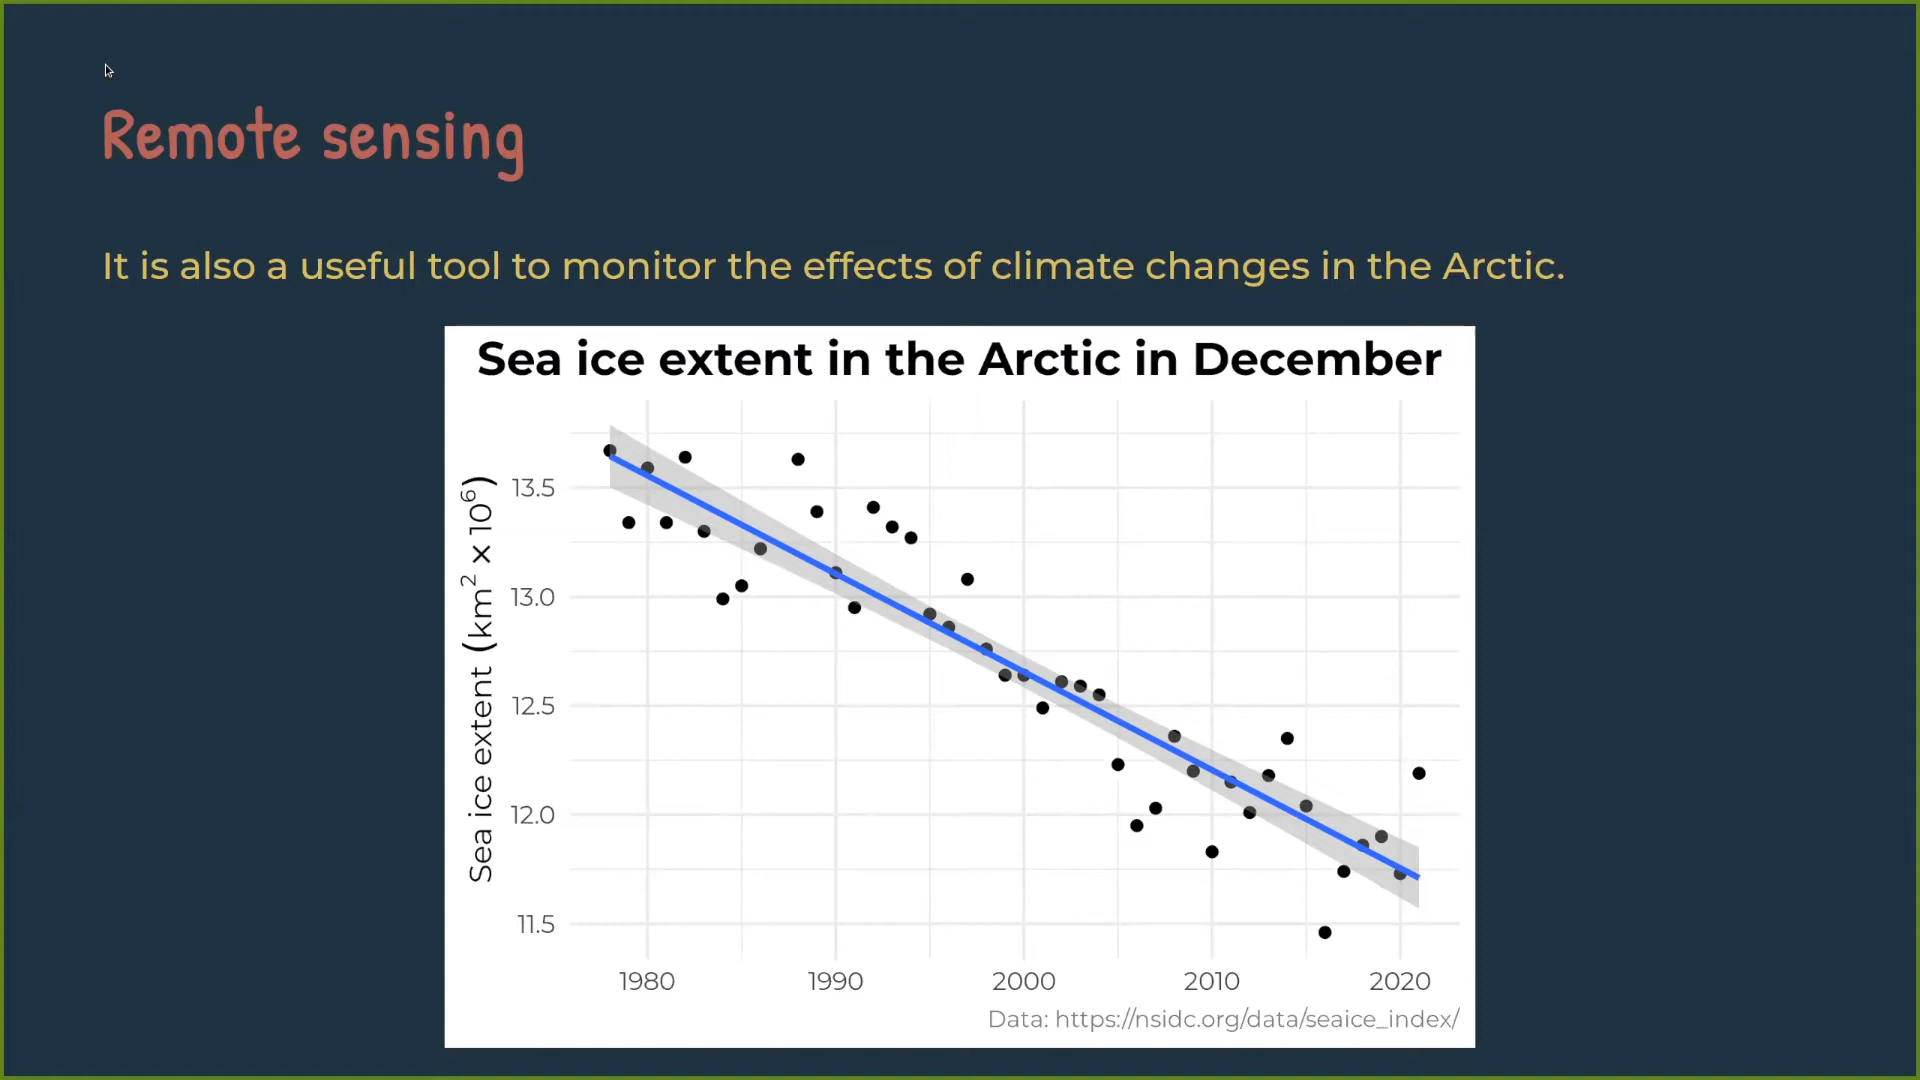 Remote sensing
It is also a useful tool to monitor the effects of climate changes in the Arctic.
Sea ice extent in the Arctic in December
Sea ice extent (km² x 10⁶)
13.5
13.0
12.5
12.0
11.5
1980 1990 2000 2010 2020
Data: https://nsidc.org/data/seaice_index/